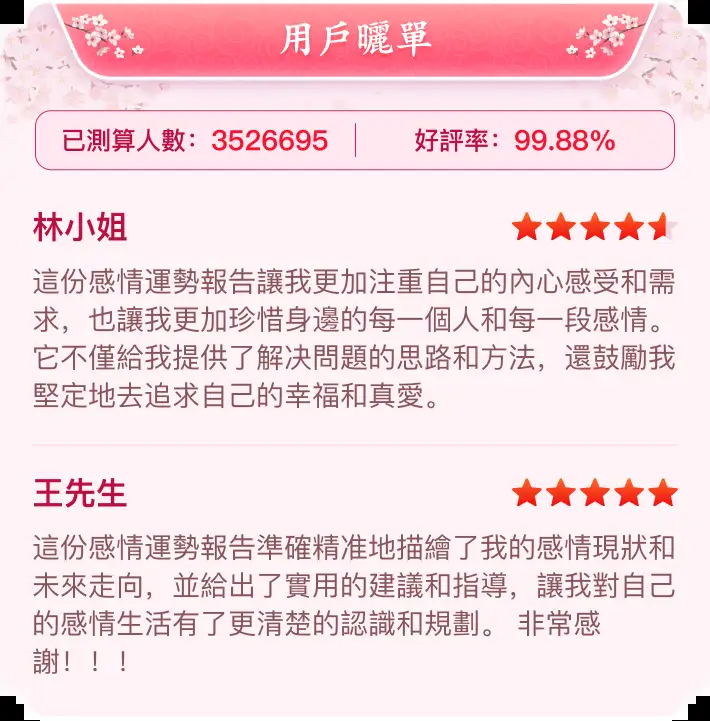 用戶曬單
已測算人數：3526695
好評率：99.88%
林小姐
這份感情運勢報告讓我更加注重自己的內心感受和需
求，也讓我更加珍惜身邊的每一個人和每一段感情。
它不僅給我提供了解決問題的思路和方法，還鼓勵我
堅定地去追求自己的幸福和真愛。
王先生
這份感情運勢報告準確精准地描繪了我的感情現狀和
未來走向，並給出了實用的建議和指導，讓我對自己
的感情生活有了更清楚的認識和規劃。 非常感
謝！！！